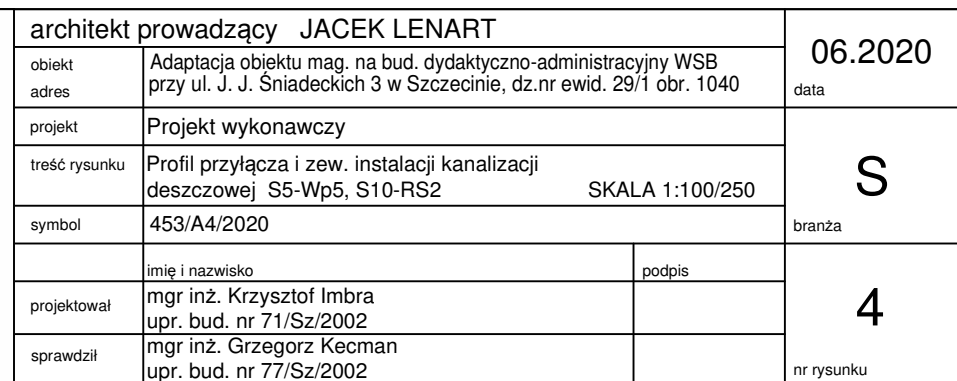 architekt prowadzący JACEK LENART
06.2020
data
obiekt
adres
Adaptacja obiektu mag. na bud. dydaktyczno-administracyjny WSB
przy ul. J. J. Śniadeckich 3 w Szczecinie, dz.nr ewid. 29/1 obr. 1040
projekt
Projekt wykonawczy
treść rysunku
Profil przyłącza i zew. instalacji kanalizacji
deszczowej S5-Wp5, S10-RS2 SKALA 1:100/250
S
branża
symbol
453/A4/2020
imię i nazwisko
podpis
projektował
mgr inż. Krzysztof Imbra
upr. bud. nr 71/Sz/2002
sprawdził
mgr inż. Grzegorz Kecman
upr. bud. nr 77/Sz/2002
4
nr rysunku